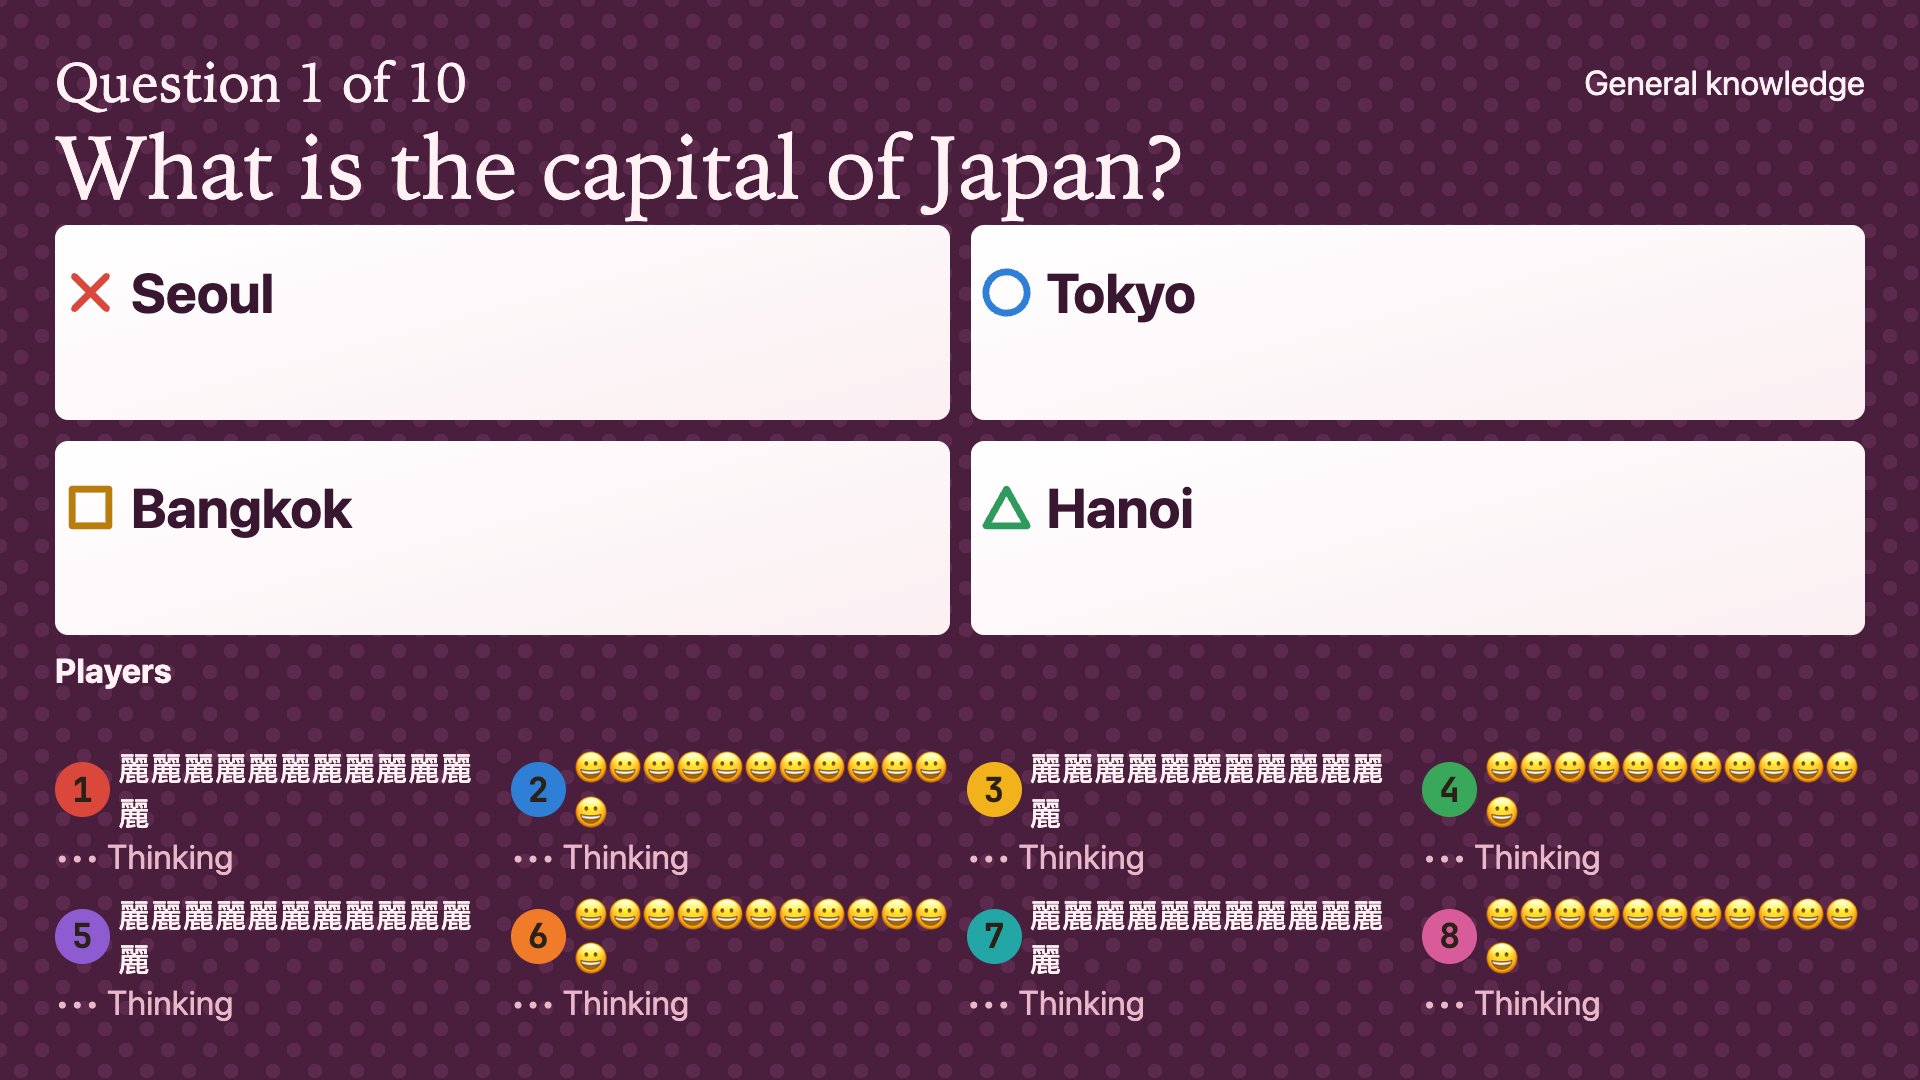 Question 1 of 10
General knowledge
What is the capital of Japan?
Seoul
Tokyo
Bangkok
Hanoi
Players
1 麗麗麗麗麗麗麗麗麗麗麗
麗
••• Thinking
2 😀😀😀😀😀😀😀😀😀😀😀
😀
••• Thinking
3 麗麗麗麗麗麗麗麗麗麗麗
麗
••• Thinking
4 😀😀😀😀😀😀😀😀😀😀😀
😀
••• Thinking
5 麗麗麗麗麗麗麗麗麗麗麗
麗
••• Thinking
6 😀😀😀😀😀😀😀😀😀😀😀
😀
••• Thinking
7 麗麗麗麗麗麗麗麗麗麗麗
麗
••• Thinking
8 😀😀😀😀😀😀😀😀😀😀😀
😀
••• Thinking